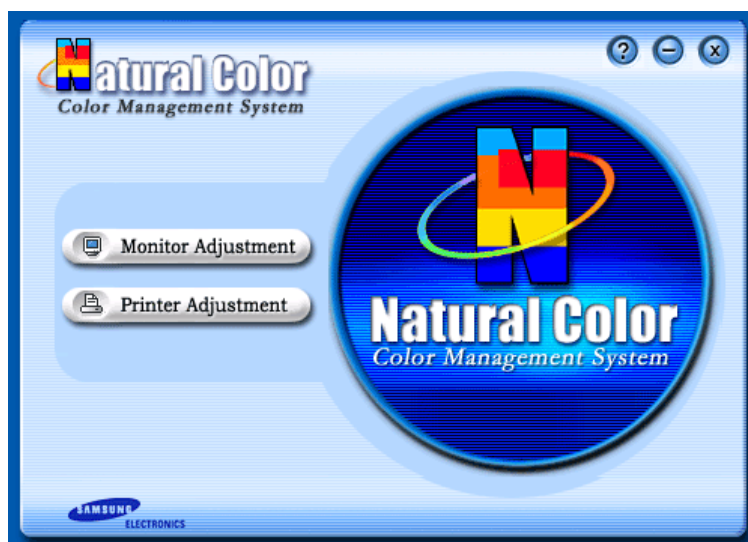 Natural Color
Color Management System
?
x
Monitor Adjustment
Printer Adjustment
N
Natural Color
Color Management System
SAMSUNG
ELECTRONICS